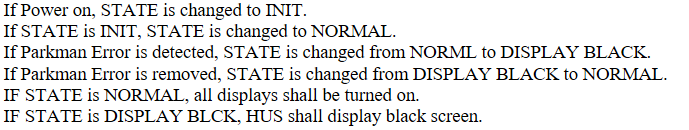 If Power on, STATE is changed to INIT.
If STATE is INIT, STATE is changed to NORMAL.
If Parkman Error is detected, STATE is changed from NORML to DISPLAY BLACK.
If Parkman Error is removed, STATE is changed from DISPLAY BLACK to NORMAL.
IF STATE is NORMAL, all displays shall be turned on.
IF STATE is DISPLAY BLCK, HUS shall display black screen.